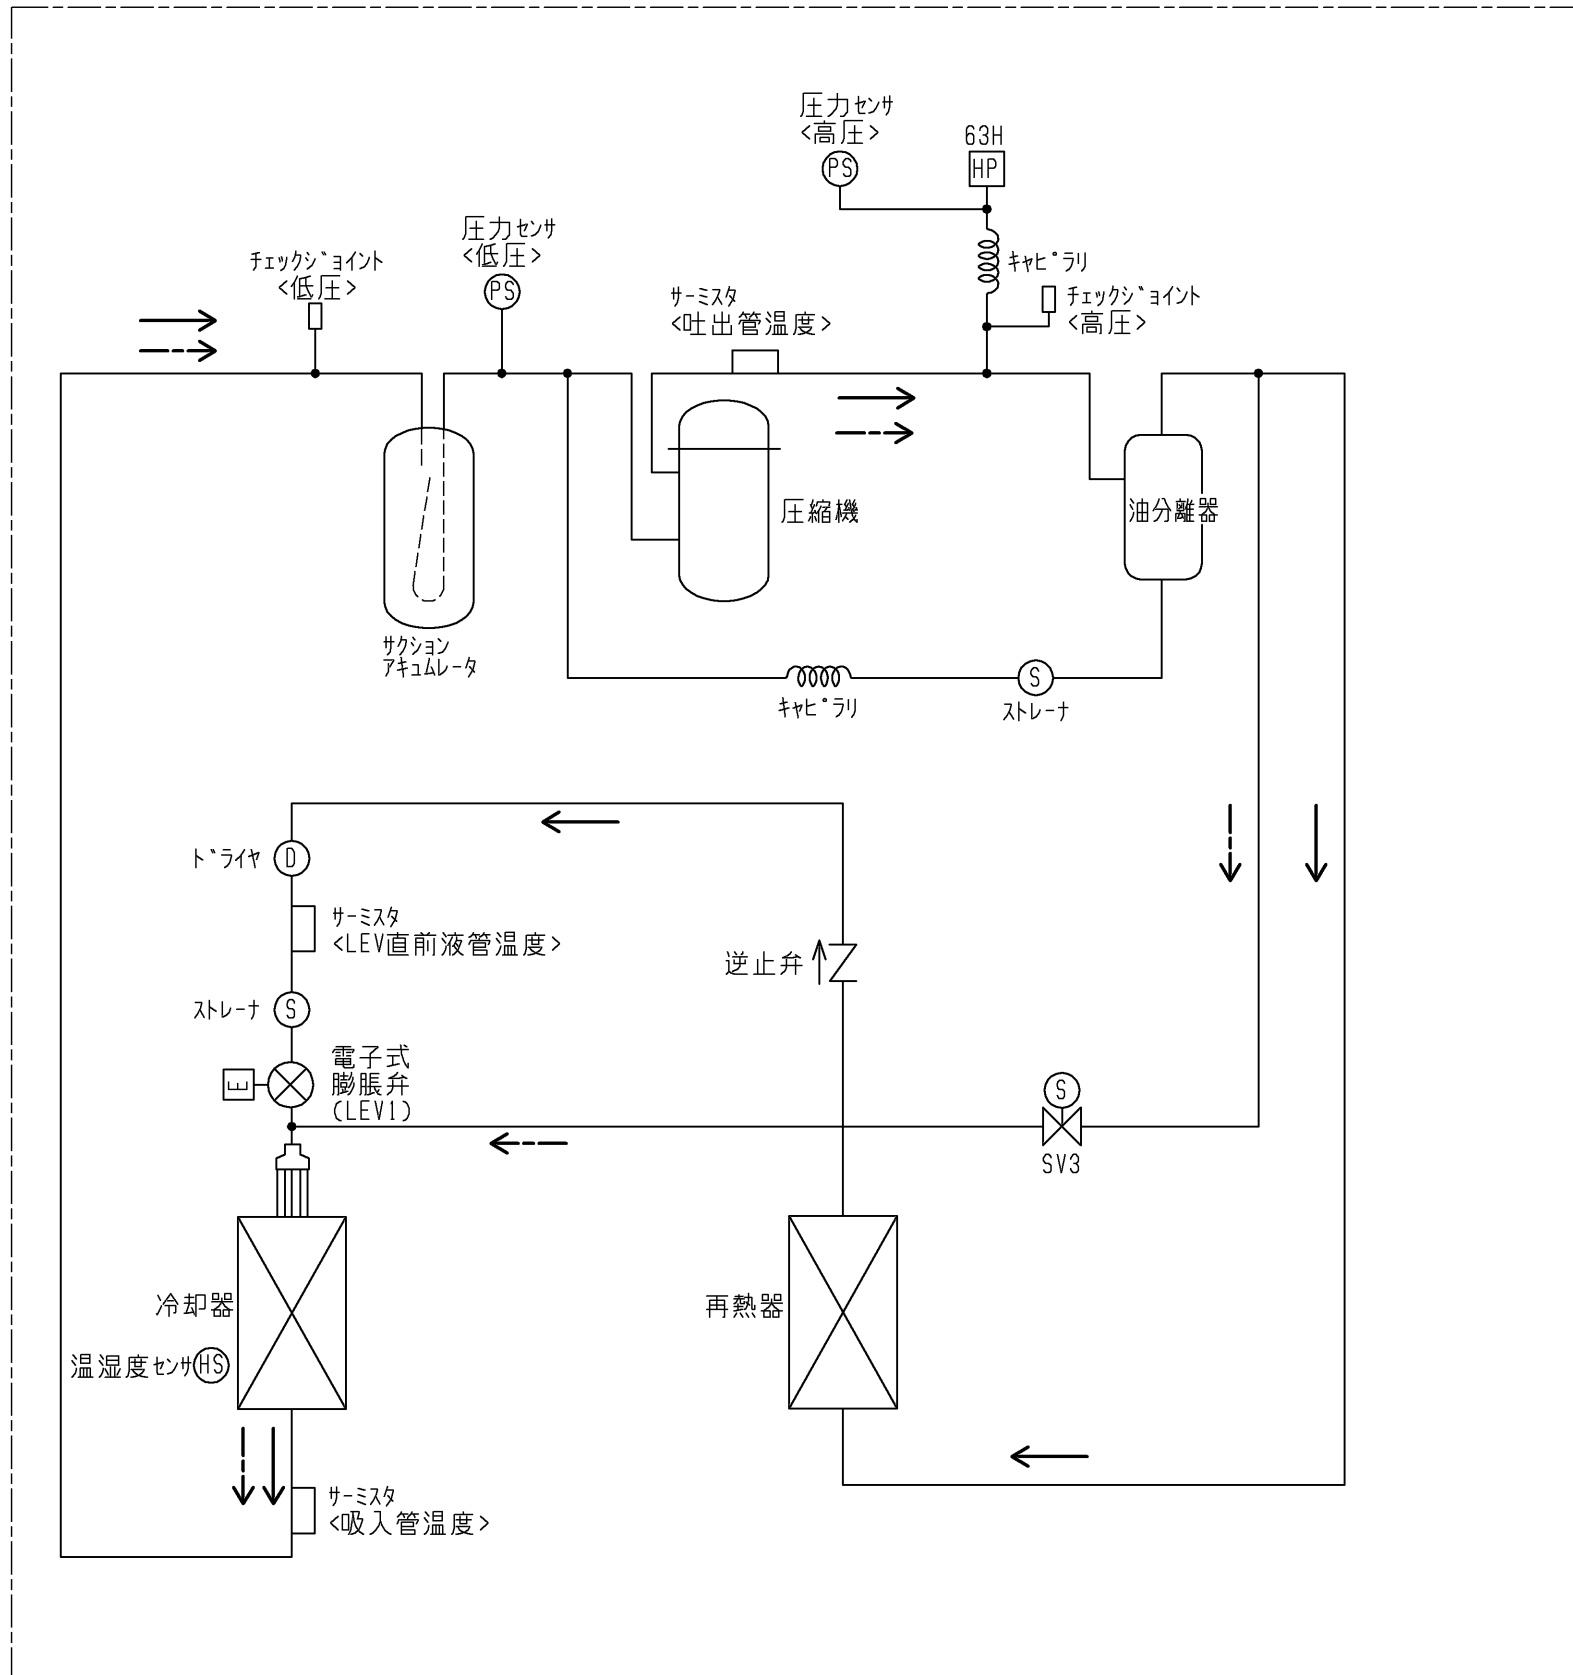 圧力センサ
<高圧>
PS
63H
HP
圧力センサ
<低圧>
PS
チェックジョイント
<低圧>
キャピラリ
チェックジョイント
<高圧>
サーミスタ
<吐出管温度>
圧縮機
油分離器
サクション
アキュムレータ
キャピラリ
S
ストレーナ
ドライヤ
D
サーミスタ
<LEV直前液管温度>
逆止弁
ストレーナ
S
電子式
膨脹弁
(LEV1)
E
S
SV3
冷却器
再熱器
温湿度センサ
HS
サーミスタ
<吸入管温度>